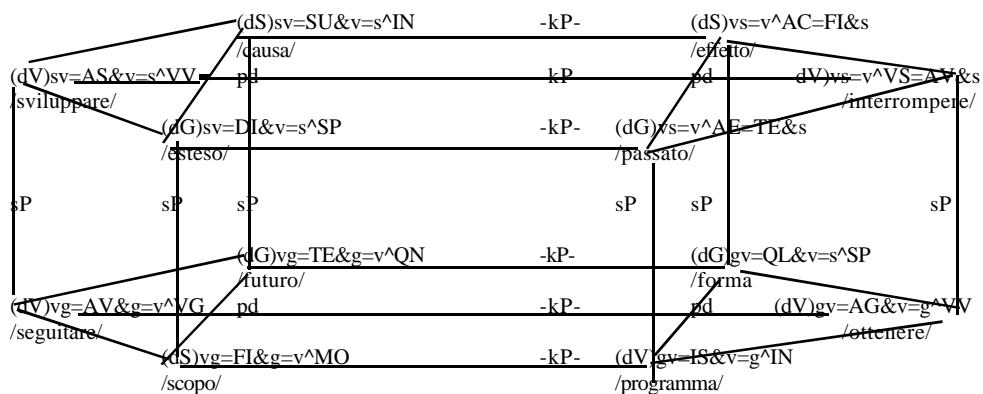 (dS)sv=SU&v=s^IN -kP- (dS)vs=v^AC=FI&s
/causa/ /effetto/
(dV)sv=AS&v=s^VV pd kP pd dV)vs=v^VS=AV&s
/sviluppare/ /interrompere/
(dG)sv=DI&v=s^SP -kP- (dG)vs=v^AE=TE&s
/esteso/ /passato/
sP sP sP sP sP sP
(dG)vg=TE&g=v^QN -kP- (dG)gv=QL&v=s^SP
/futuro/ /forma
(dV)vg=AV&g=v^VG pd -kP- pd (dV)gv=AG&v=g^VV
/seguitare/ /ottenere/
(dS)vg=FI&g=v^MO -kP- (dV)gv=IS&v=g^IN
/scopo/ /programma/